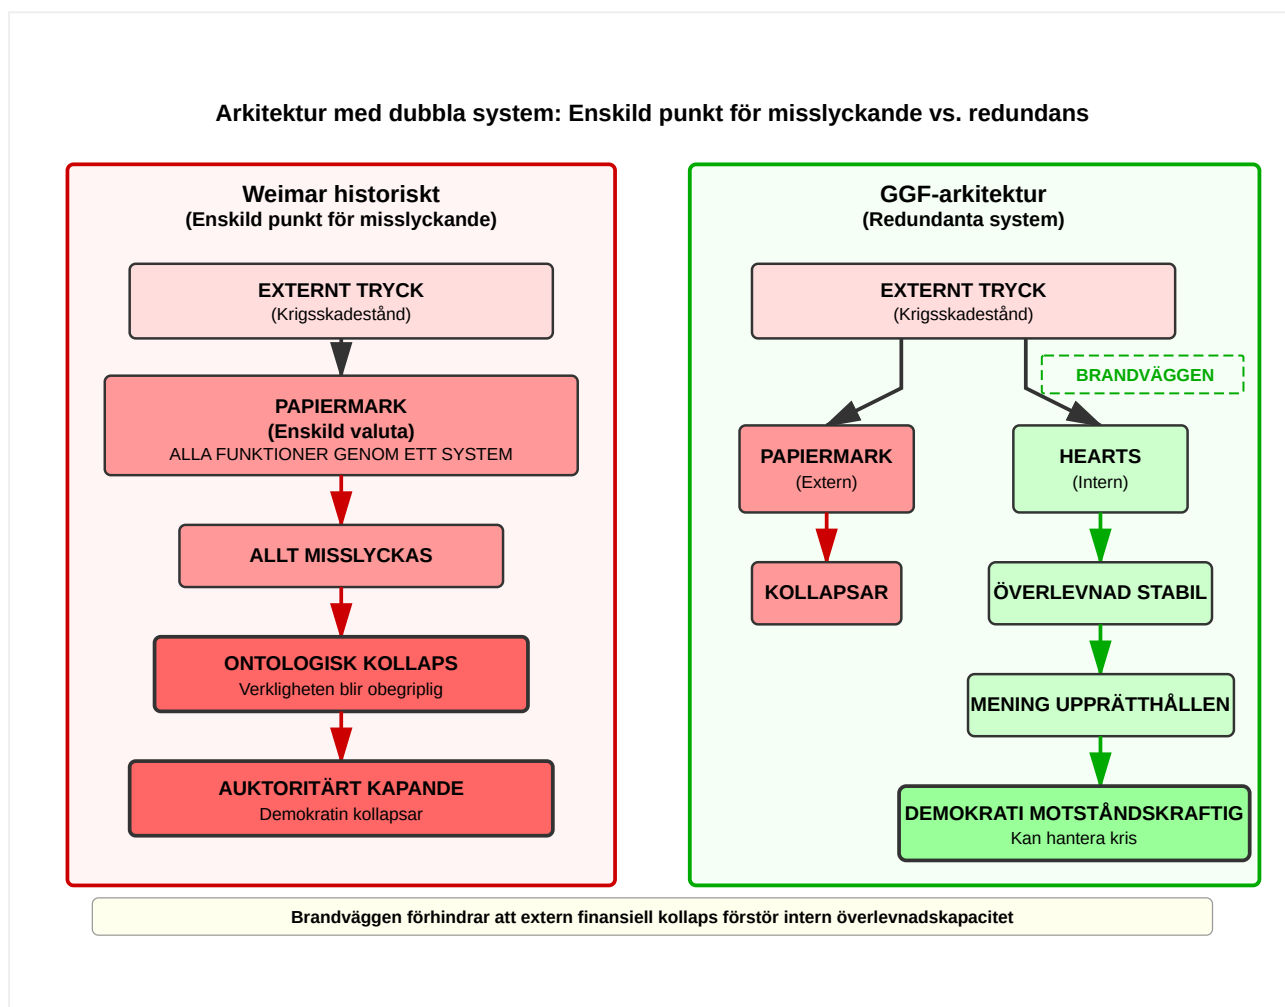 Arkitektur med dubbla system: Enskild punkt för misslyckande vs. redundans
Weimar historiskt
(Enskild punkt för misslyckande)
EXTERNT TRYCK
(Krigsskadestånd)
PAPIERMARK
(Enskild valuta)
ALLA FUNKTIONER GENOM ETT SYSTEM
ALLT MISSLYCKAS
ONTOLOGISK KOLLAPS
Verkligheten blir obegriplig
AUKTORITÄRT KAPANDE
Demokratin kollapsar
GGF-arkitektur
(Redundanta system)
EXTERNT TRYCK
(Krigsskadestånd)
BRANDVÄGGEN
PAPIERMARK
(Extern)
KOLLAPSAR
HEARTS
(Intern)
ÖVERLEVNAD STABIL
MENING UPPRÄTTHÅLLEN
DEMOKRATI MOTSTÅNDSKRAFTIG
Kan hantera kris
Brandväggen förhindrar att extern finansiell kollaps förstör intern överlevnadskapacitet